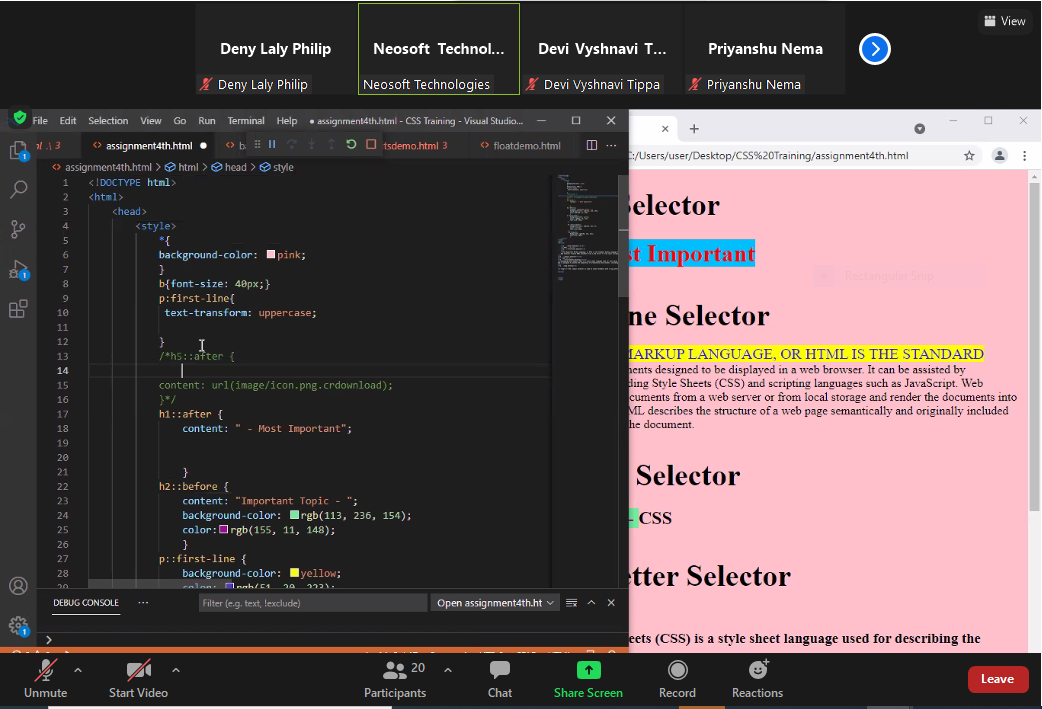 View
Deny Laly Philip
Neosoft Technol...
Devi Vyshnavi T...
Priyanshu Nema
Deny Laly Philip
Neosoft Technologies
Devi Vyshnavi Tippa
Priyanshu Nema
File Edit Selection View Go Run Terminal Help ● assignment4th.html - CSS Training - Visual Studio...
.\ 3
<> assignment4th.html
rtsdemo.html 3
<> floatdemo.html
<> assignment4th.html > html > head > style
1 <!DOCTYPE html>
2 <html>
3 <head>
4 <style>
5 *{
6 background-color: pink;
7 }
8 b{font-size: 40px;}
9 p:first-line{
10 text-transform: uppercase;
11
12 }
13 /*h5::after {
14
15 content: url(image/icon.png.crdownload);
16 }*/
17 h1::after {
18 content: " - Most Important";
19
20
21 }
22 h2::before {
23 content: "Important Topic - ";
24 background-color: rgb(113, 236, 154);
25 color: rgb(155, 11, 148);
26 }
27 p::first-line {
28 background-color: yellow;
DEBUG CONSOLE ...
Filter (e.g. text, !exclude)
Open assignment4th.ht
C:/Users/user/Desktop/CSS%20Training/assignment4th.html
Selector
st Important
Rectangular Snip
ne Selector
MARKUP LANGUAGE, OR HTML IS THE STANDARD
ments designed to be displayed in a web browser. It can be assisted by
ding Style Sheets (CSS) and scripting languages such as JavaScript. Web
ocuments from a web server or from local storage and render the documents into
ML describes the structure of a web page semantically and originally included
the document.
Selector
- CSS
etter Selector
eets (CSS) is a style sheet language used for describing the
Unmute
Start Video
20
Participants
Chat
Share Screen
Record
Reactions
Leave